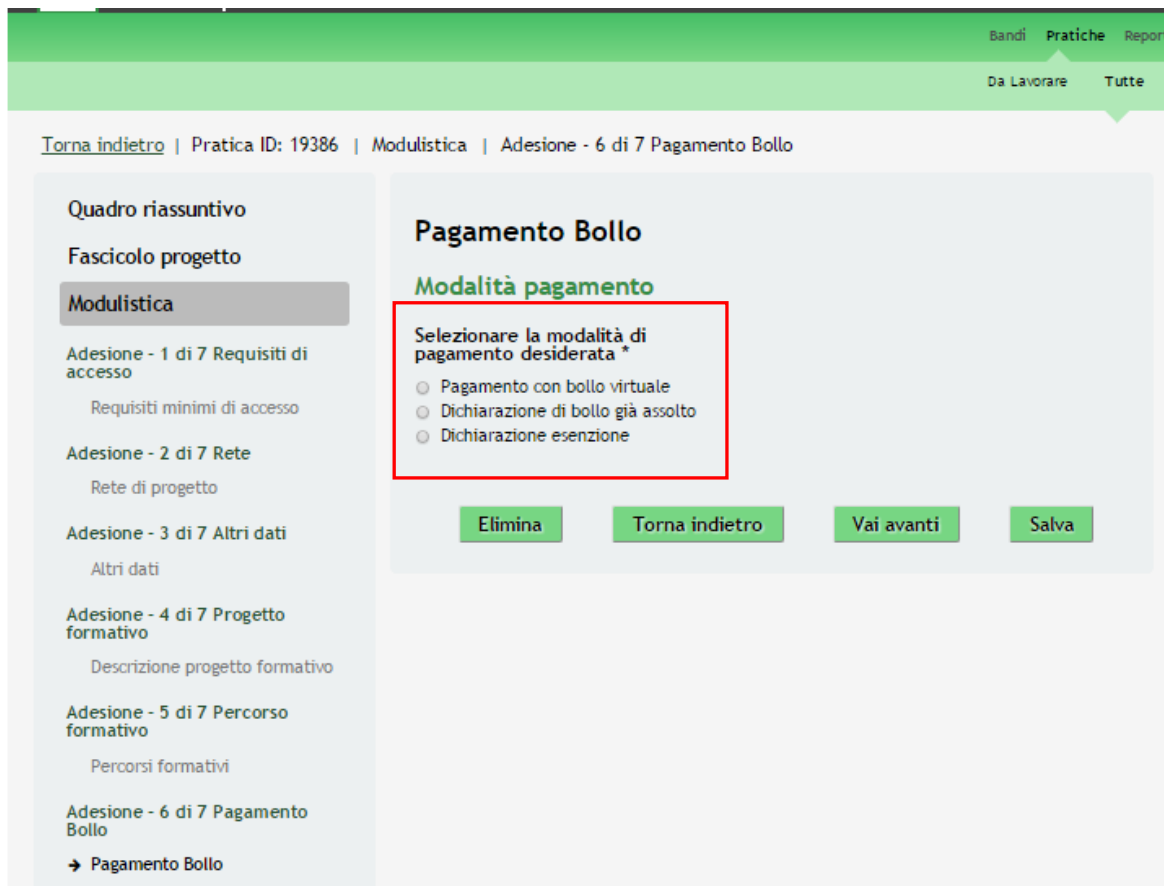 Bandi Pratiche Repor
Da Lavorare Tutte
Torna indietro | Pratica ID: 19386 | Modulistica | Adesione - 6 di 7 Pagamento Bollo
Quadro riassuntivo
Fascicolo progetto
Modulistica
Adesione - 1 di 7 Requisiti di
accesso
Requisiti minimi di accesso
Adesione - 2 di 7 Rete
Rete di progetto
Adesione - 3 di 7 Altri dati
Altri dati
Adesione - 4 di 7 Progetto
formativo
Descrizione progetto formativo
Adesione - 5 di 7 Percorso
formativo
Percorsi formativi
Adesione - 6 di 7 Pagamento
Bollo
→ Pagamento Bollo
Pagamento Bollo
Modalità pagamento
Selezionare la modalità di
pagamento desiderata *
Pagamento con bollo virtuale
Dichiarazione di bollo già assolto
Dichiarazione esenzione
Elimina Torna indietro Vai avanti Salva